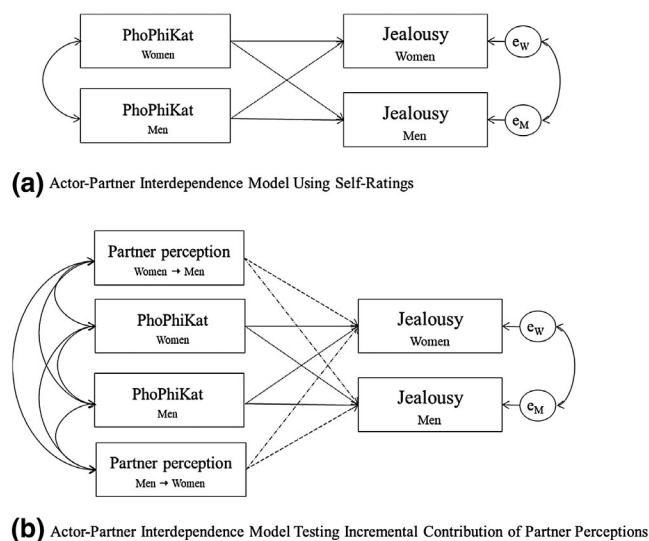 PhoPhiKat
Women
Jealousy
Women
eW
PhoPhiKat
Men
Jealousy
Men
eM
(a) Actor-Partner Interdependence Model Using Self-Ratings
Partner perception
Women → Men
PhoPhiKat
Women
Jealousy
Women
eW
PhoPhiKat
Men
Jealousy
Men
eM
Partner perception
Men → Women
(b) Actor-Partner Interdependence Model Testing Incremental Contribution of Partner Perceptions